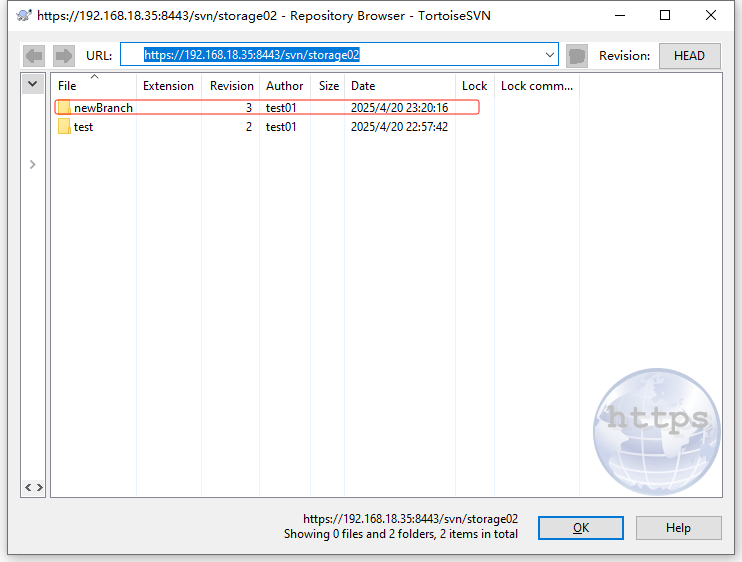 https://192.168.18.35:8443/svn/storage02 - Repository Browser - TortoiseSVN
URL: https://192.168.18.35:8443/svn/storage02 Revision: HEAD
File Extension Revision Author Size Date Lock Lock comm...
newBranch 3 test01 2025/4/20 23:20:16
test 2 test01 2025/4/20 22:57:42
https
https://192.168.18.35:8443/svn/storage02
Showing 0 files and 2 folders, 2 items in total
OK Help